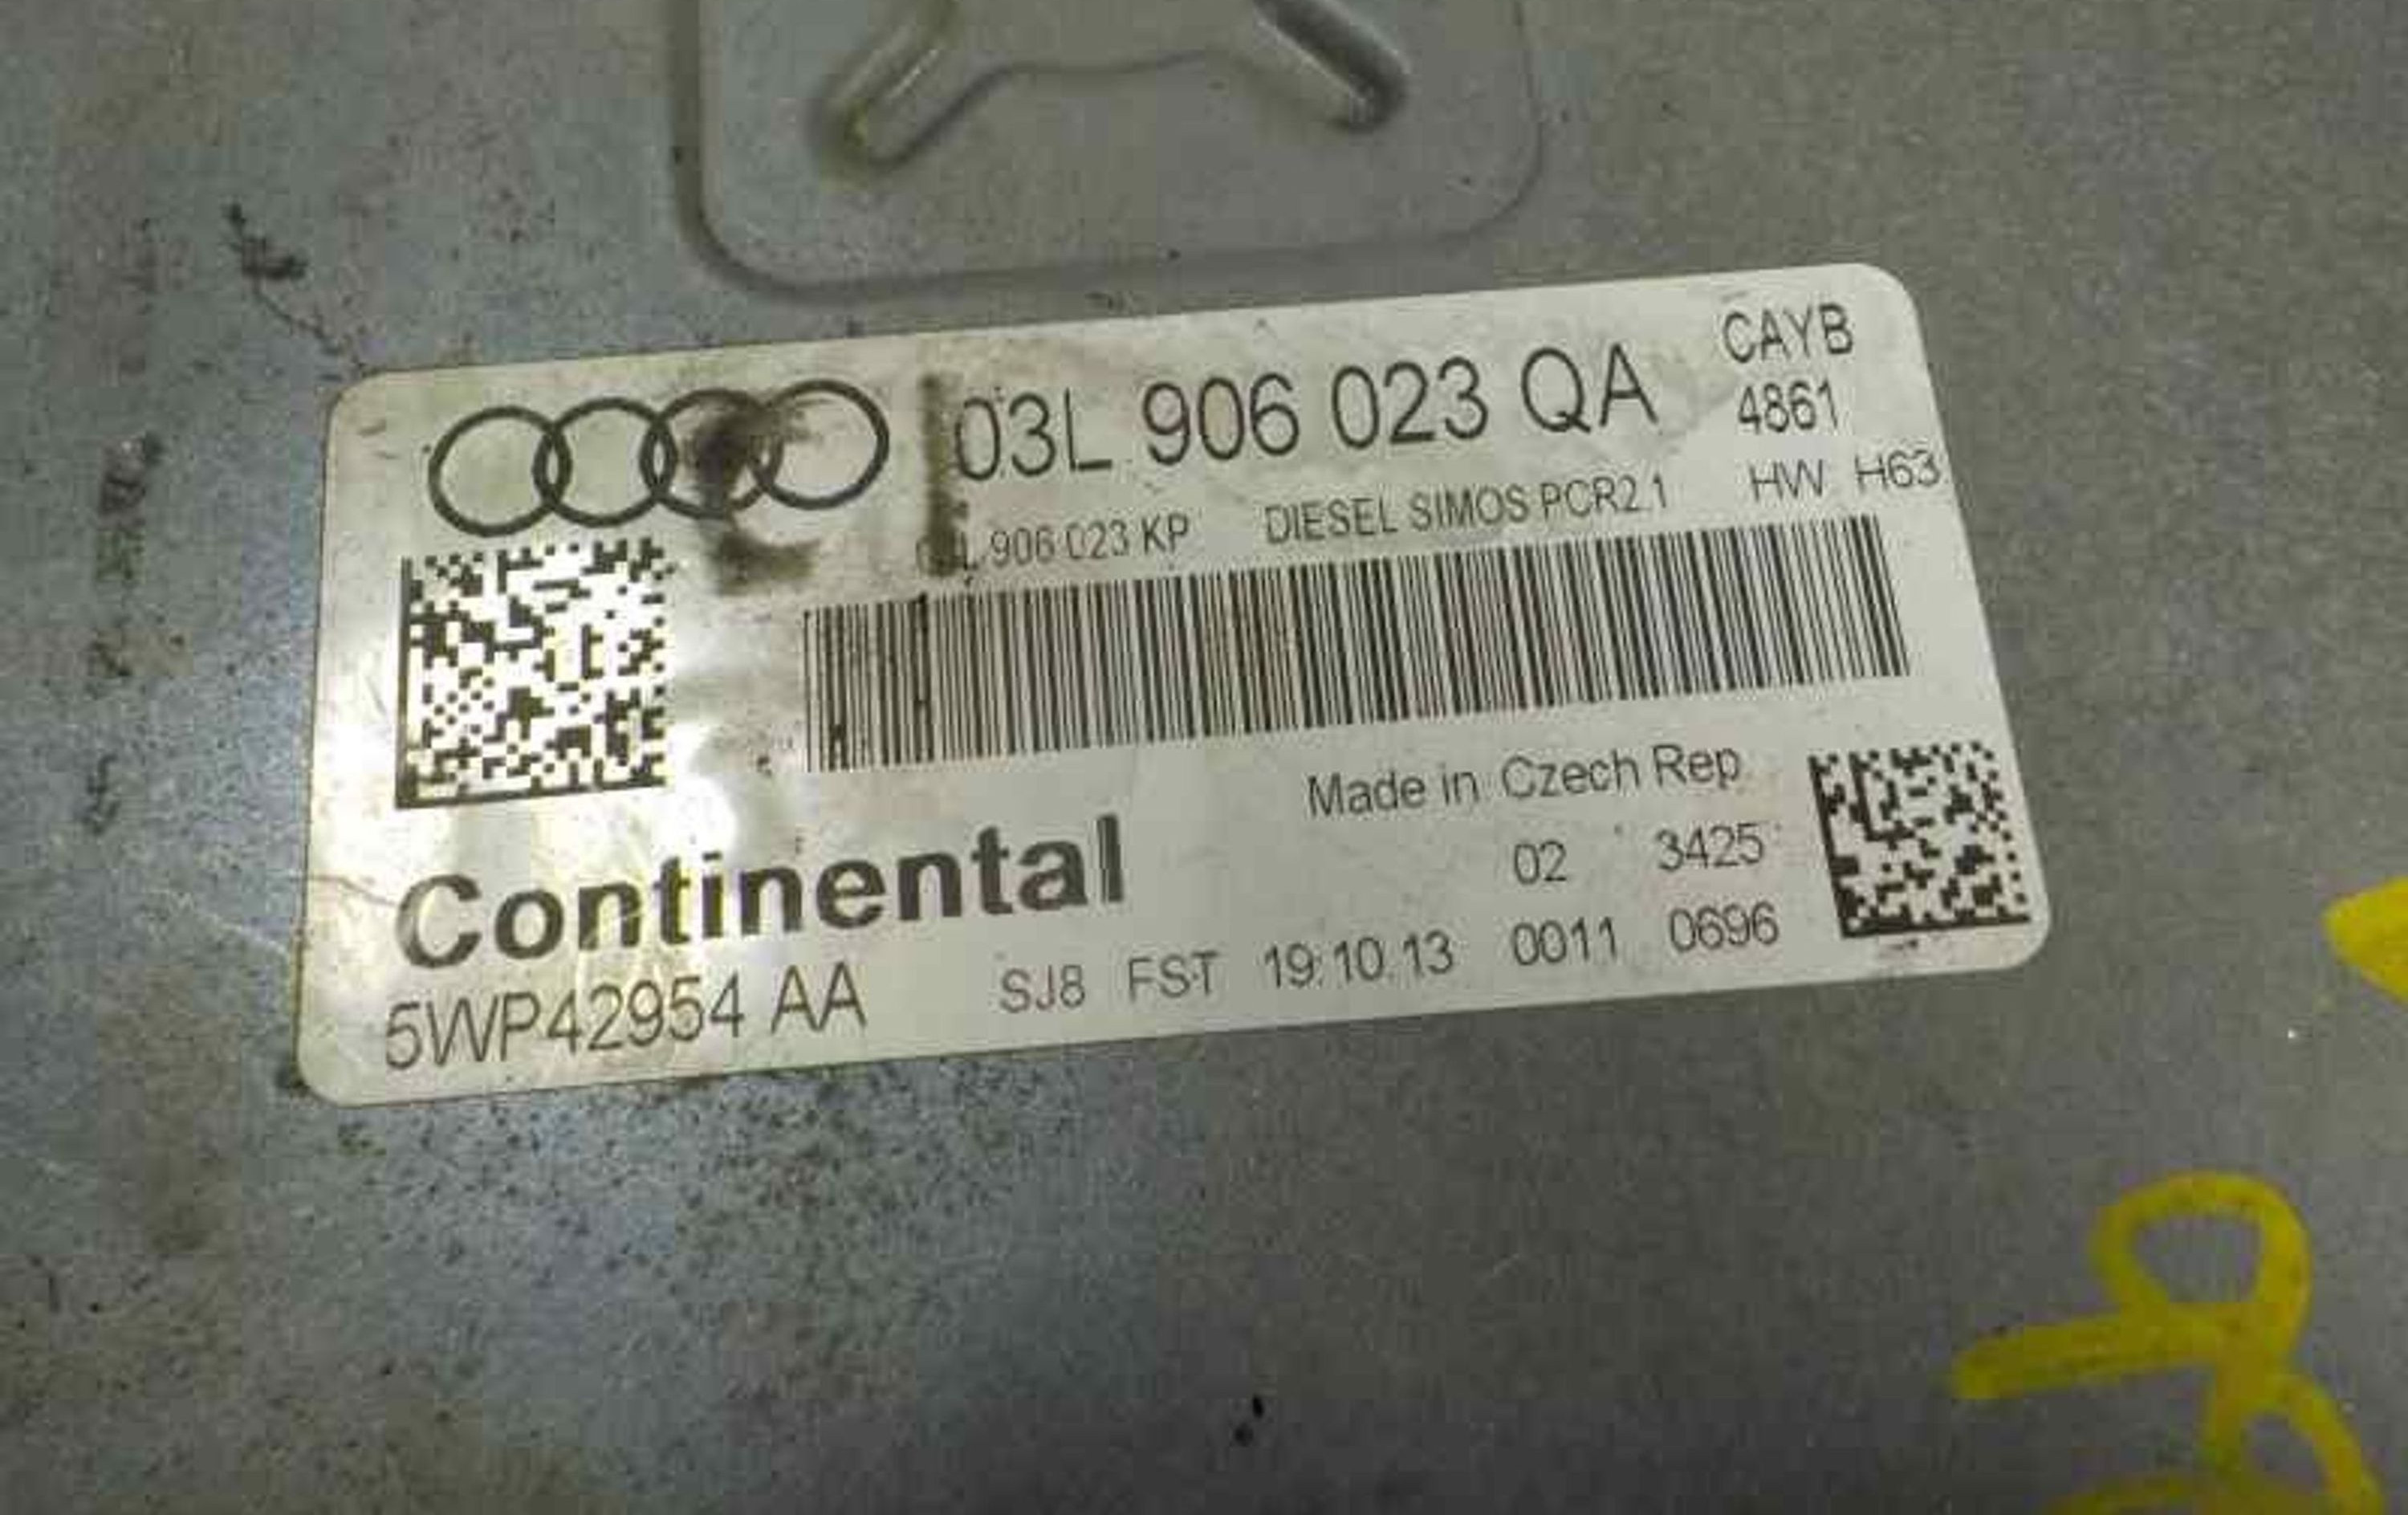 03L 906 023 QA
CAYB
4861
L 906 023 KP DIESEL SIMOS PCR2.1 HW H63
Made in Czech Rep
Continental
02 3425
5WP42954 AA SJ8 FST 19.10.13 0011 0696